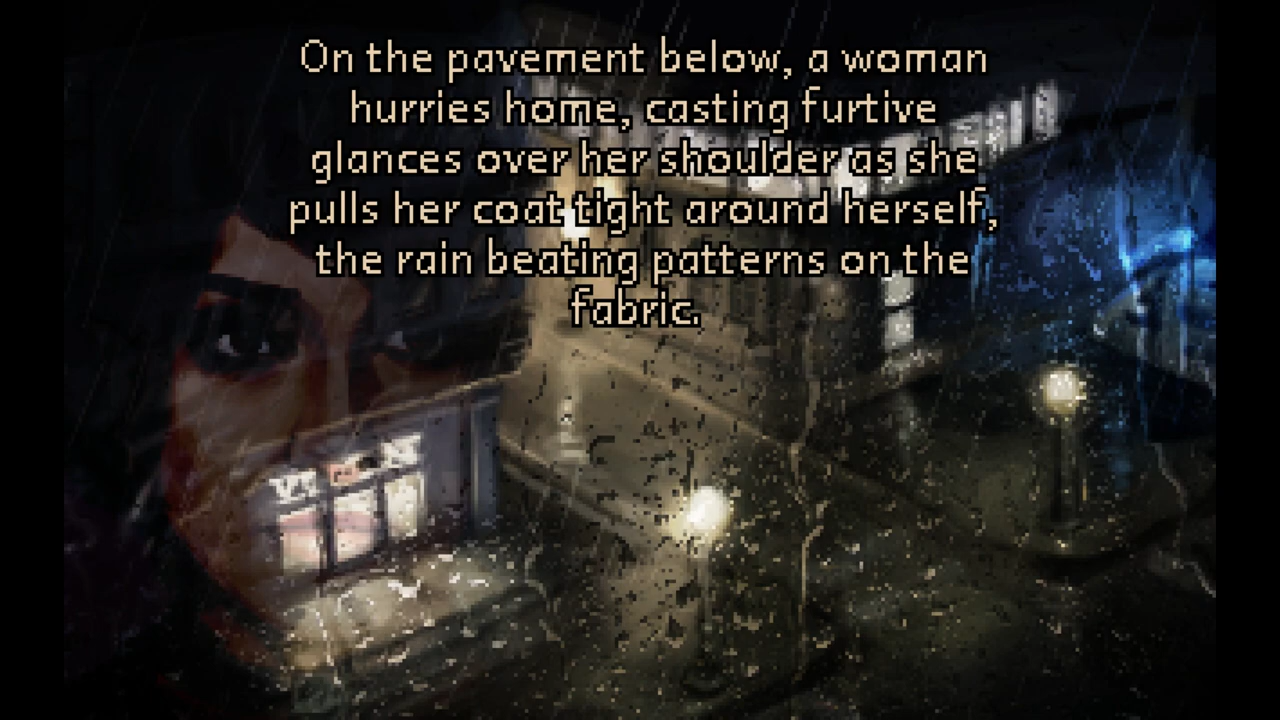 On the pavement below, a woman
hurries home, casting furtive
glances over her shoulder as she
pulls her coat tight around herself,
the rain beating patterns on the
fabric.